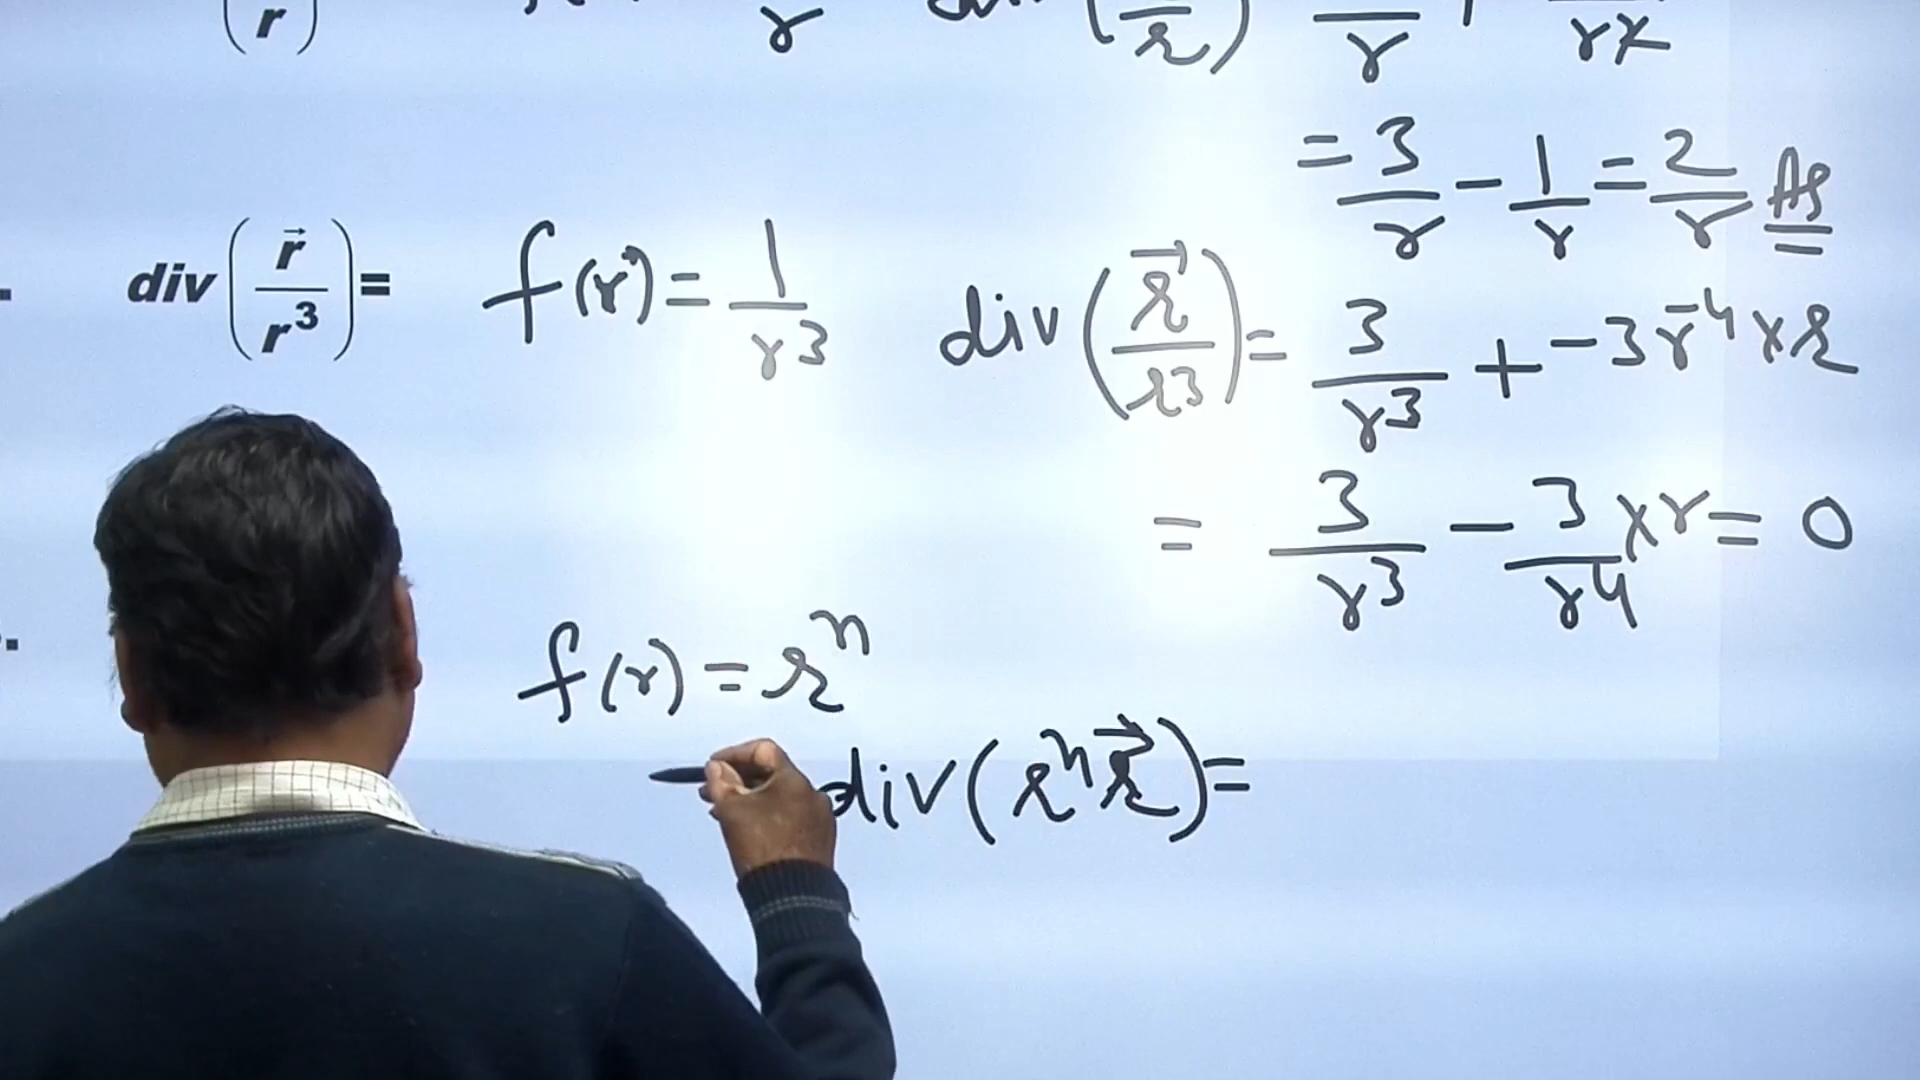 = 3/r - 1/r = 2/r As
div(r⃗/r³)= f(r) = 1/r³ div(r⃗/r³) = 3/r³ + -3r⁻⁴ × r
= 3/r³ - 3/r⁴ × r = 0
f(r) = rⁿ
div(rⁿ r⃗) =